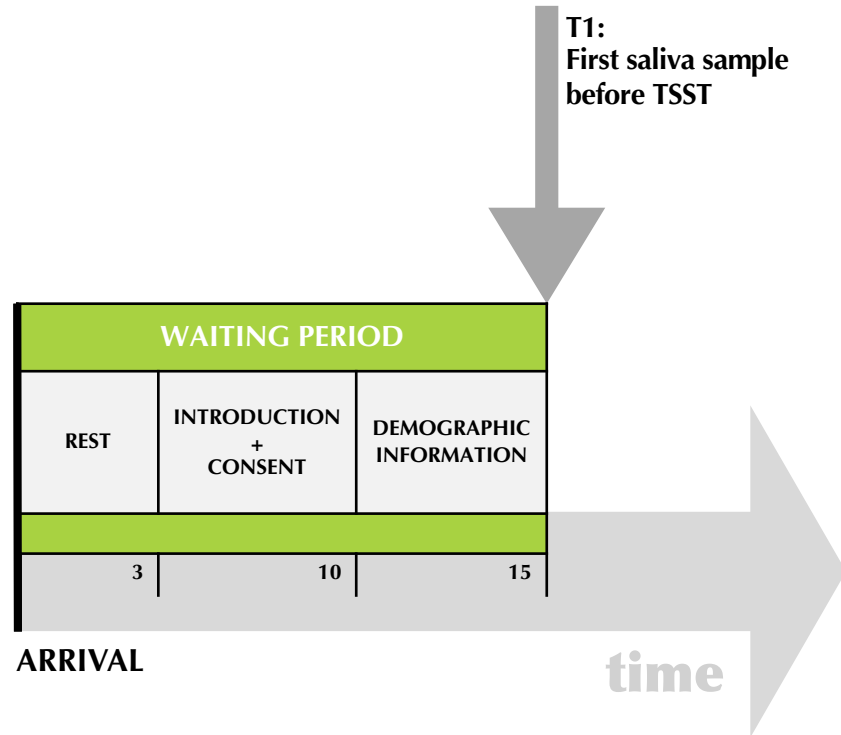 T1:
First saliva sample
before TSST
WAITING PERIOD
REST
INTRODUCTION
+
CONSENT
DEMOGRAPHIC
INFORMATION
3
10
15
ARRIVAL
time